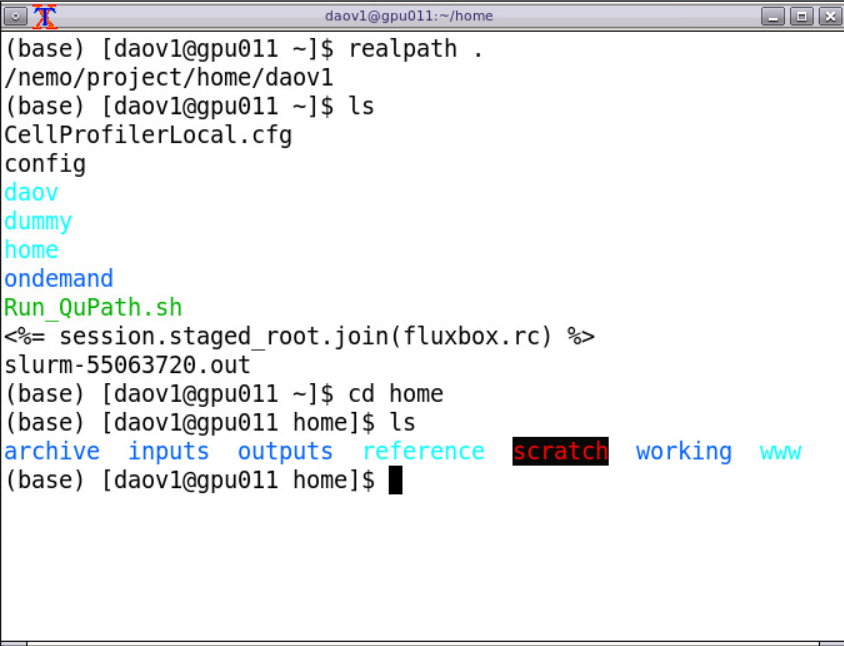 daov1@gpu011:~/home
(base) [daov1@gpu011 ~]$ realpath .
/nemo/project/home/daov1
(base) [daov1@gpu011 ~]$ ls
CellProfilerLocal.cfg
config
daov
dummy
home
ondemand
Run_QuPath.sh
<%= session.staged_root.join(fluxbox.rc) %>
slurm-55063720.out
(base) [daov1@gpu011 ~]$ cd home
(base) [daov1@gpu011 home]$ ls
archive  inputs  outputs  reference  scratch  working  www
(base) [daov1@gpu011 home]$